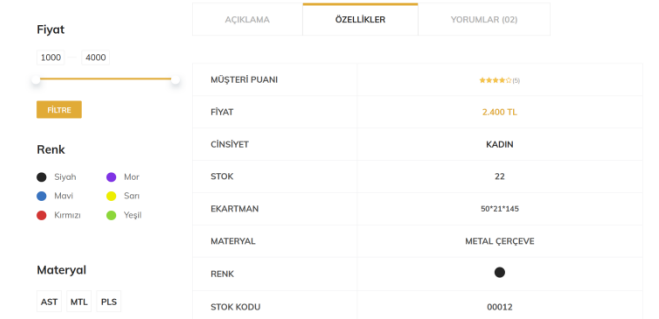 Fiyat
1000 - 4000
FİLTRE
Renk
Siyah Mor
Mavi Sarı
Kırmızı Yeşil
Materyal
AST MTL PLS
AÇIKLAMA ÖZELLİKLER YORUMLAR (02)
MÜŞTERİ PUANI ★★★★☆(5)
FİYAT 2.400 TL
CİNSİYET KADIN
STOK 22
EKARTMAN 50*21*145
MATERYAL METAL ÇERÇEVE
RENK
STOK KODU 00012